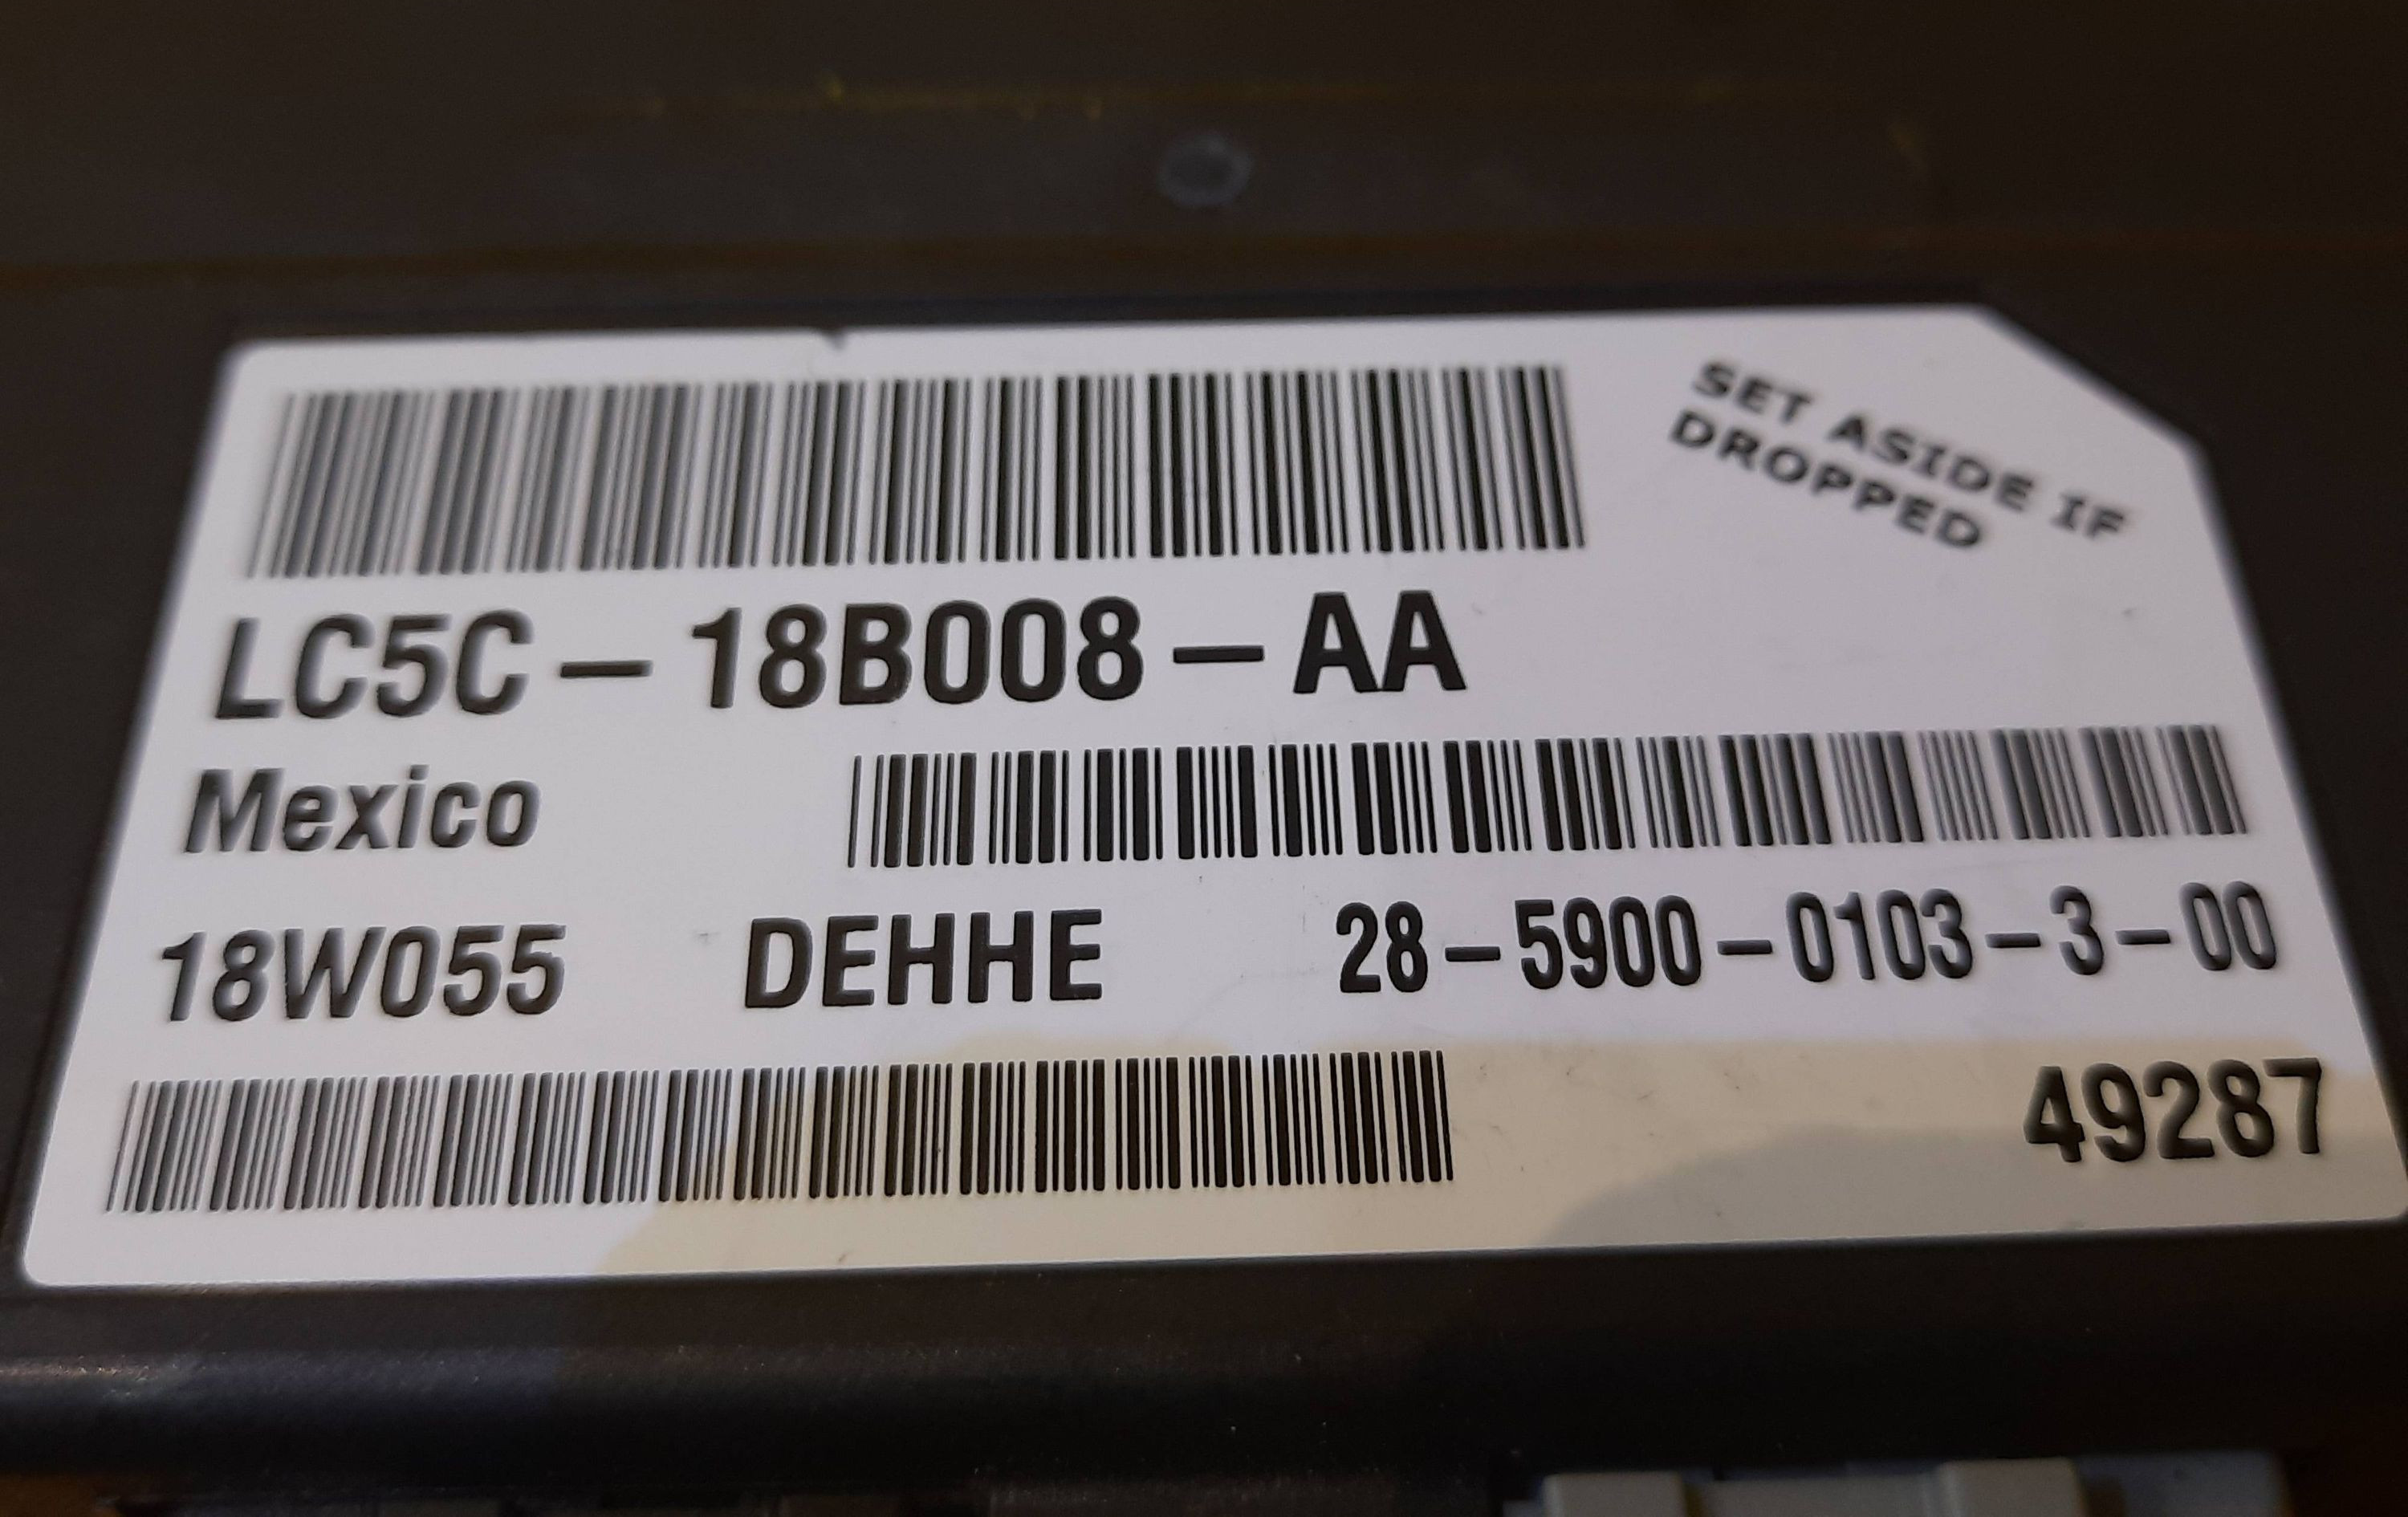 SET ASIDE IF
DROPPED
LC5C-18B008-AA
Mexico
18W055 DEHHE 28-5900-0103-3-00
49287